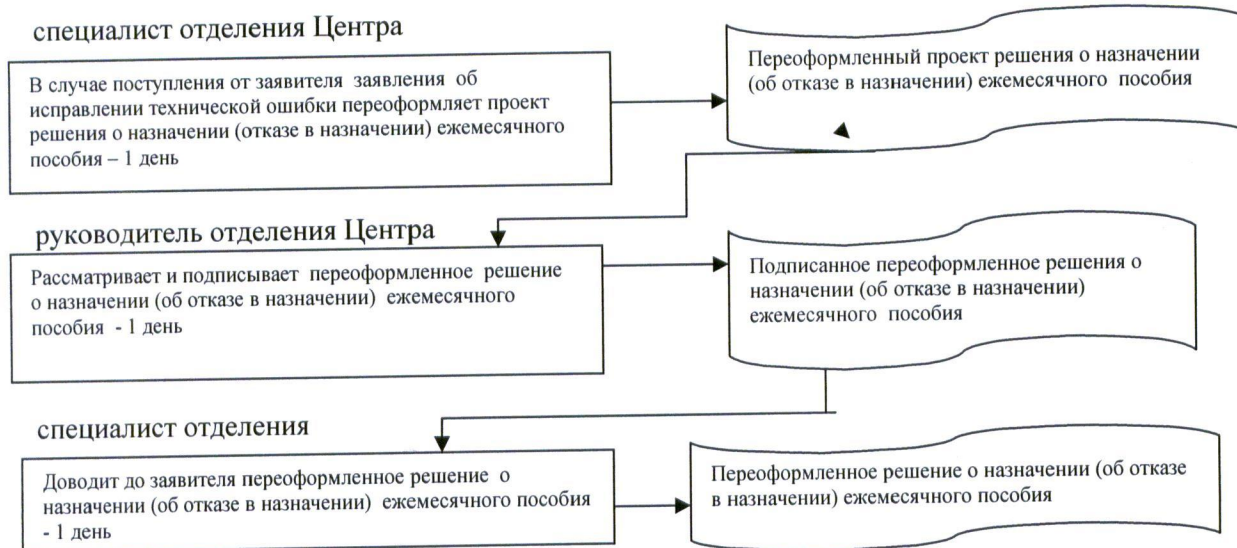 специалист отделения Центра
В случае поступления от заявителя заявления об
исправлении технической ошибки переоформляет проект
решения о назначении (отказе в назначении) ежемесячного
пособия – 1 день
Переоформленный проект решения о назначении
(об отказе в назначении) ежемесячного пособия
руководитель отделения Центра
Рассматривает и подписывает переоформленное решение
о назначении (об отказе в назначении) ежемесячного
пособия - 1 день
Подписанное переоформленное решения о
назначении (об отказе в назначении)
ежемесячного пособия
специалист отделения
Доводит до заявителя переоформленное решение о
назначении (об отказе в назначении) ежемесячного пособия
- 1 день
Переоформленное решение о назначении (об отказе
в назначении) ежемесячного пособия